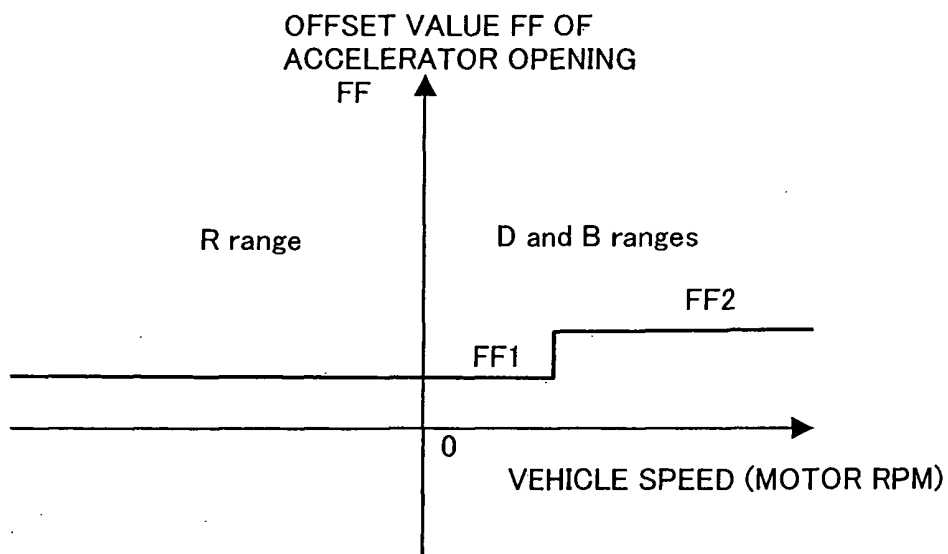 OFFSET VALUE FF OF
ACCELERATOR OPENING
FF
R range
D and B ranges
FF2
FF1
0
VEHICLE SPEED (MOTOR RPM)